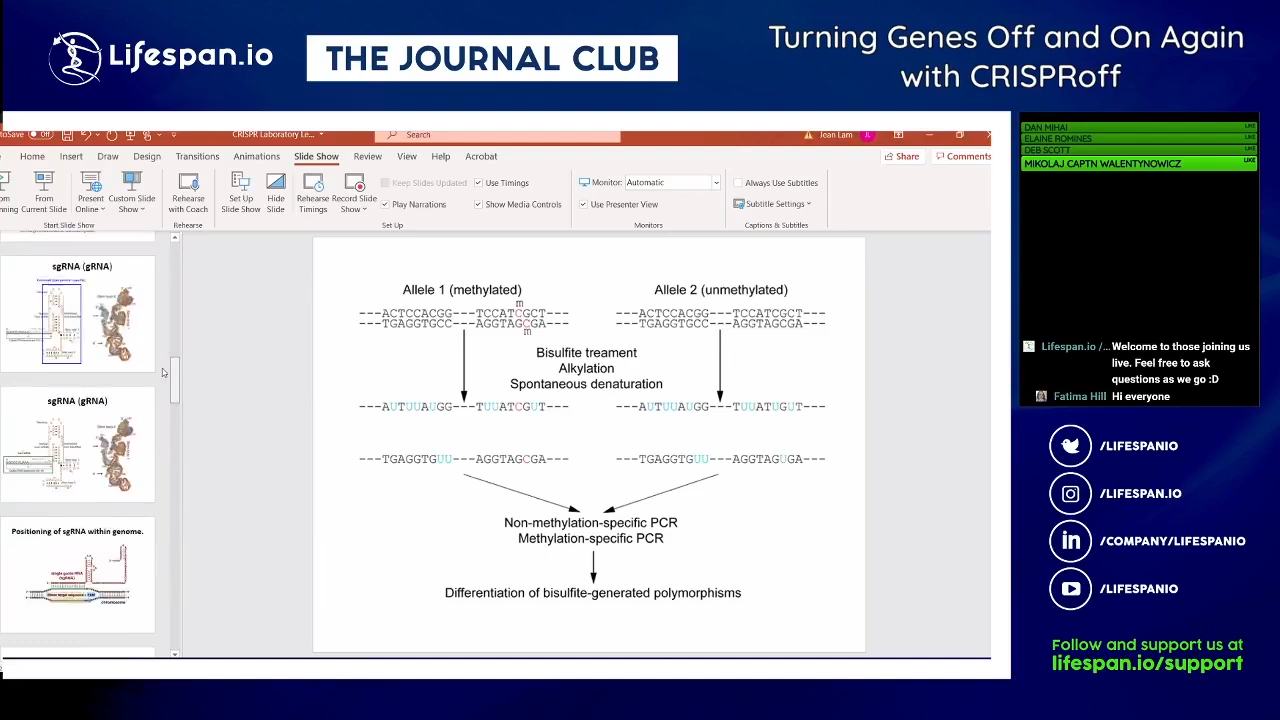 Lifespan.io
THE JOURNAL CLUB
Turning Genes Off and On Again
with CRISPRoff
Off
CRISPR Laboratory Le...
Search
Jean Lam
JL
Home Insert Draw Design Transitions Animations Slide Show Review View Help Acrobat
Share
Comments
From
Current Slide
Present
Online
Custom Slide
Show
Start Slide Show
Rehearse
with Coach
Rehearse
Set Up
Slide Show
Hide
Slide
Rehearse
Timings
Record Slide
Show
Keep Slides Updated
Use Timings
Play Narrations
Show Media Controls
Set Up
Monitor:
Automatic
Use Presenter View
Monitors
Always Use Subtitles
Subtitle Settings
Captions & Subtitles
sgRNA (gRNA)
sgRNA (gRNA)
Positioning of sgRNA within genome.
Allele 1 (methylated)
m
---ACTCCACGG---TCCATCGCT---
---TGAGGTGCC---AGGTAGCGA---
m
Allele 2 (unmethylated)
---ACTCCACGG---TCCATCGCT---
---TGAGGTGCC---AGGTAGCGA---
Bisulfite treament
Alkylation
Spontaneous denaturation
---AUTUUAUGG---TUUATCGUT---
---AUTUUAUGG---TUUATUGUT---
---TGAGGTGUU---AGGTAGCGA---
---TGAGGTGUU---AGGTAGUGA---
Non-methylation-specific PCR
Methylation-specific PCR
Differentiation of bisulfite-generated polymorphisms
DAN MIHAI LIKE
ELAINE ROMINES LIKE
DEB SCOTT LIKE
MIKOLAJ CAPTN WALENTYNOWICZ LIKE
Lifespan.io /... Welcome to those joining us
live. Feel free to ask
questions as we go :D
Fatima Hill Hi everyone
/LIFESPANIO
/LIFESPAN.IO
/COMPANY/LIFESPANIO
/LIFESPANIO
Follow and support us at
lifespan.io/support